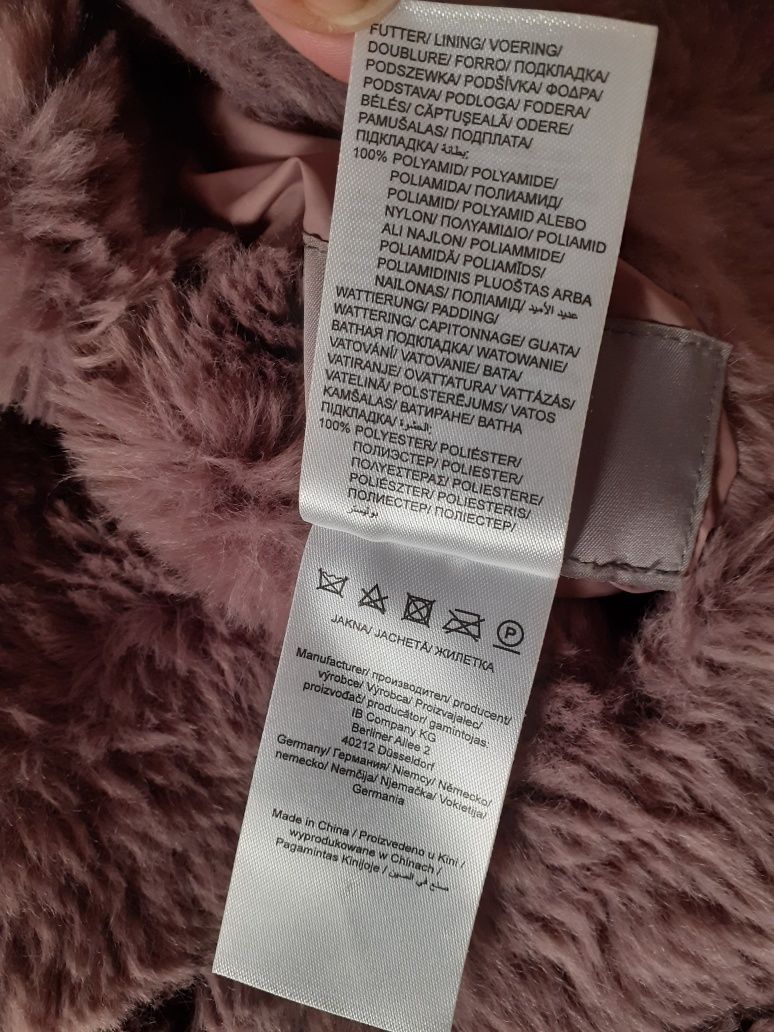 FUTTER/ LINING/ VOERING/
DOUBLURE/ FORRO/ ПОДКЛАДКА/
PODSZEWKA/ PODŠÍVKA/ ΦΟΔΡΑ/
PODSTAVA/ PODLOGA/ FODERA/
BÉLÉS/ CĂPTUŞEALĂ/ ODERE/
PAMUŠALAS/ ПОДПЛАТА/
ПІДКЛАДКА/ بطانة:
100% POLYAMID/ POLYAMIDE/
POLIAMIDA/ ПОЛИАМИД/
POLIAMID/ POLYAMID ALEBO
NYLON/ ΠΟΛΥΑΜΙΔΙΟ/ POLIAMID
ALI NAJLON/ POLIAMMIDE/
POLIAMIDĂ/ POLIAMĪDS/
POLIAMIDINIS PLUOŠTAS ARBA
NAILONAS/ ПОЛІАМІД/ عديد الأميد
WATTIERUNG/ PADDING/
WATTERING/ CAPITONNAGE/ GUATA/
ВАТНАЯ ПОДКЛАДКА/ WATOWANIE/
VATOVÁNÍ/ VATOVANIE/ BATA/
VATIRANJE/ OVATTATURA/ VATTÁZÁS/
VATELINĂ/ POLSTERĒJUMS/ VATOS
KAMŠALAS/ ВАТИРАНЕ/ ВАТНА
ПІДКЛАДКА/ الحشوة:
100% POLYESTER/ POLIÉSTER/
ПОЛИЭСТЕР/ POLIESTER/
ΠΟΛΥΕΣΤΕΡΑΣ/ POLIESTERE/
POLIÉSZTER/ POLIESTERIS/
ПОЛИЕСТЕР/ ПОЛІЕСТЕР/
بوليستر
P
JAKNA/ JACHETĂ/ ЖИЛЕТКА
Manufacturer/ производител/ producent/
výrobce/ Výrobca/ Proizvajalec/
proizvođač/ producător/ gamintojas:
IB Company KG
Berliner Allee 2
40212 Düsseldorf
Germany/ Германия/ Niemcy/ Německo/
nemecko/ Nemčija/ Njemačka/ Vokietija/
Germania
Made in China / Proizvedeno u Kini /
wyprodukowane w Chinach /
Pagamintas Kinijoje / صنع في الصين